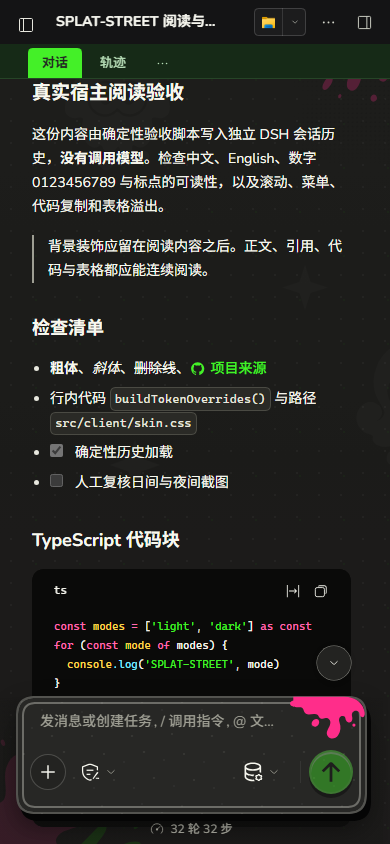 SPLAT-STREET 阅读与...
对话
轨迹
···
真实宿主阅读验收
这份内容由确定性验收脚本写入独立 DSH 会话历
史，没有调用模型。检查中文、English、数字
0123456789 与标点的可读性，以及滚动、菜单、
代码复制和表格溢出。
背景装饰应留在阅读内容之后。正文、引用、代
码与表格都应能连续阅读。
检查清单
粗体、斜体、删除线、 项目来源
行内代码 buildTokenOverrides() 与路径
src/client/skin.css
确定性历史加载
人工复核日间与夜间截图
TypeScript 代码块
ts
const modes = ['light', 'dark'] as const
for (const mode of modes) {
  console.log('SPLAT-STREET', mode)
}
发消息或创建任务, / 调用指令, @ 文...
32 轮 32 步